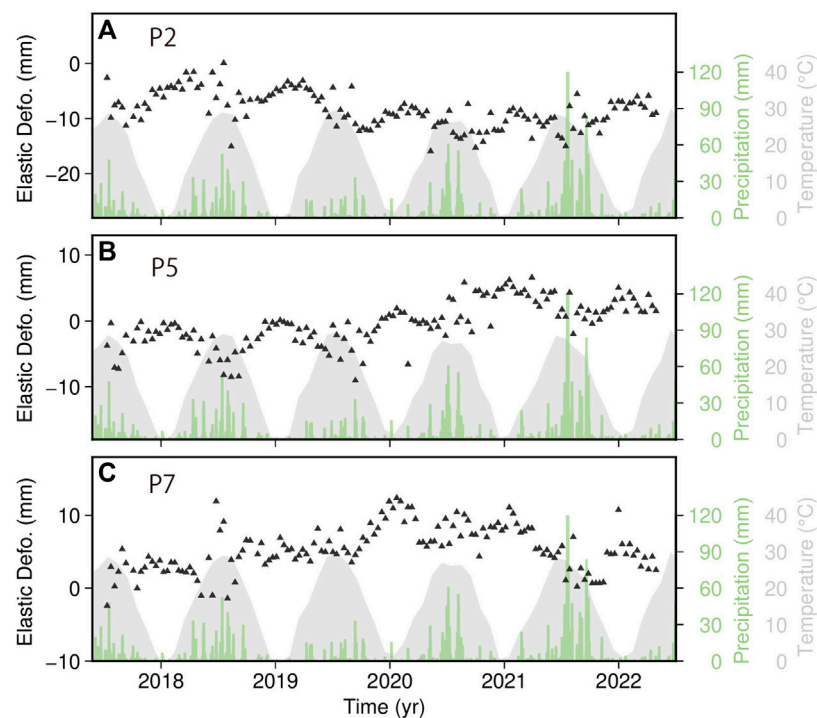 A
P2
Elastic Defo. (mm)
0
−10
−20
120
90
60
30
0
Precipitation (mm)
40
30
20
10
0
Temperature (°C)
B
P5
Elastic Defo. (mm)
10
0
−10
120
90
60
30
0
Precipitation (mm)
40
30
20
10
0
Temperature (°C)
C
P7
Elastic Defo. (mm)
10
0
−10
120
90
60
30
0
Precipitation (mm)
40
30
20
10
0
Temperature (°C)
2018 2019 2020 2021 2022
Time (yr)